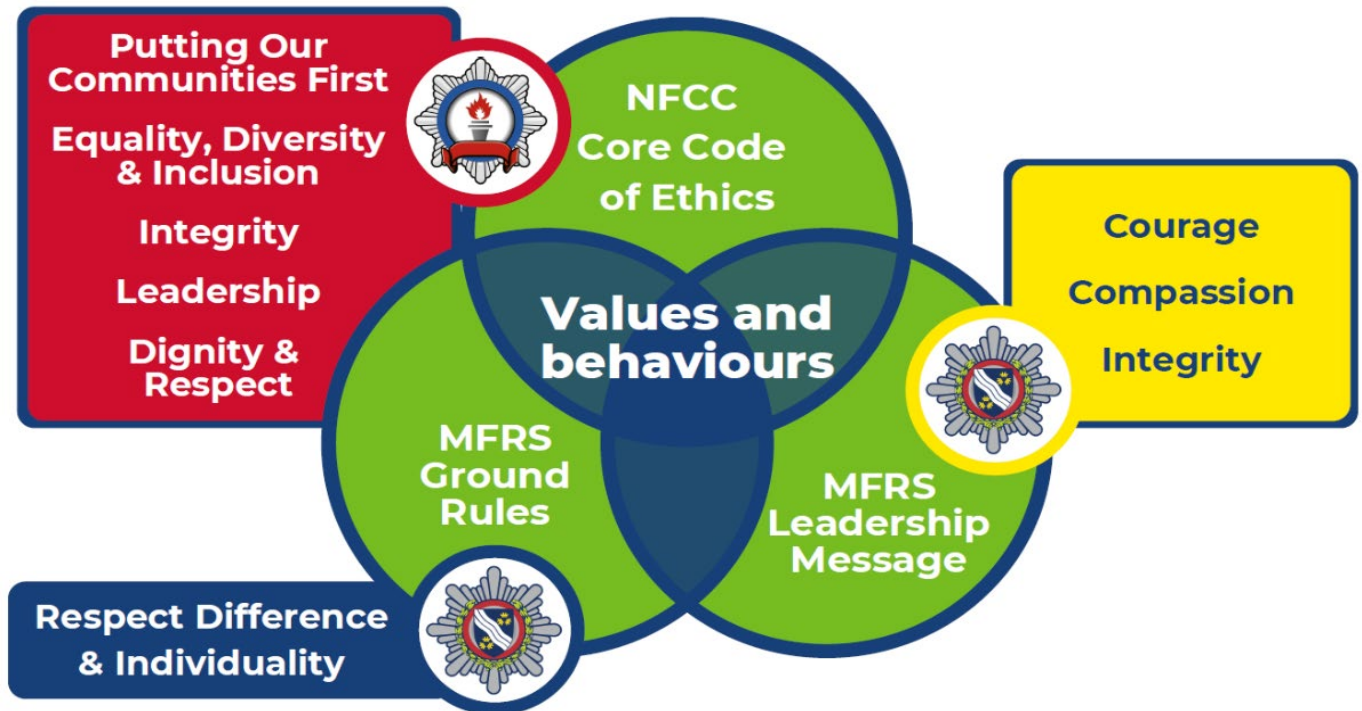 Putting Our
Communities First
Equality, Diversity
& Inclusion
Integrity
Leadership
Dignity &
Respect
NFCC
Core Code
of Ethics
Courage
Compassion
Integrity
Values and
behaviours
MFRS
Ground
Rules
MFRS
Leadership
Message
Respect Difference
& Individuality